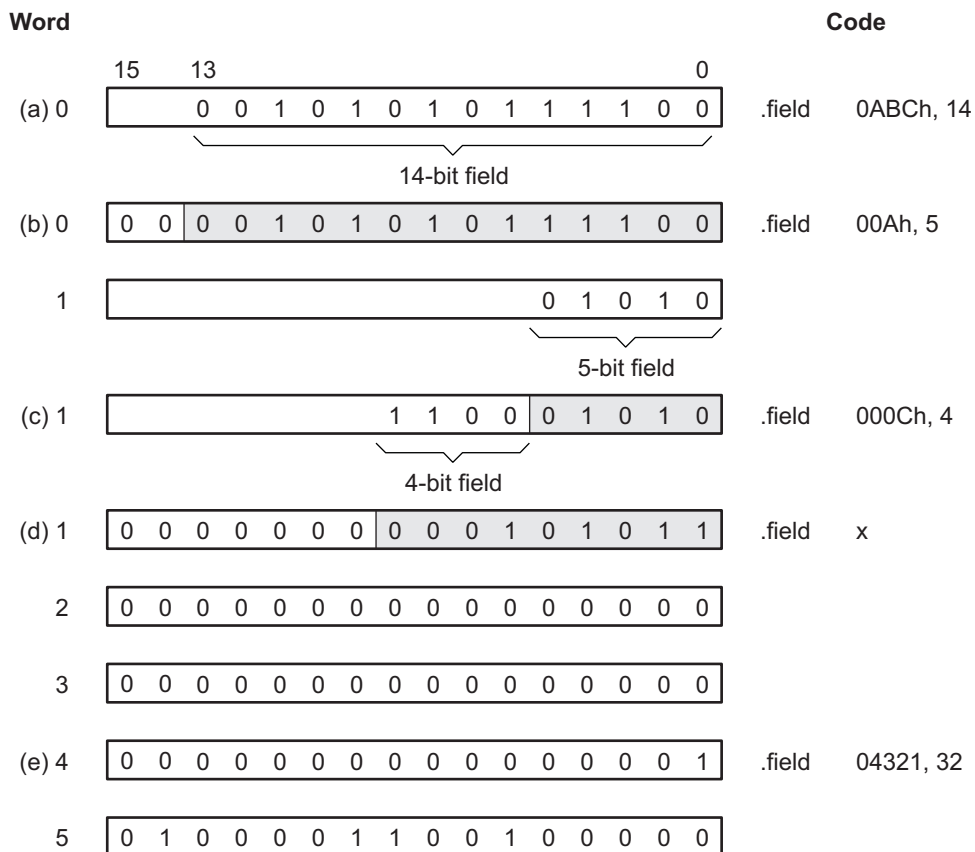 Word Code
15 13 0
(a) 0 0 0 1 0 1 0 1 0 1 1 1 1 0 0 .field 0ABCh, 14
14-bit field
(b) 0 0 0 0 0 1 0 1 0 1 0 1 1 1 1 0 0 .field 00Ah, 5
1 0 1 0 1 0
5-bit field
(c) 1 1 1 0 0 0 1 0 1 0 .field 000Ch, 4
4-bit field
(d) 1 0 0 0 0 0 0 0 0 0 0 1 0 1 0 1 1 .field x
2 0 0 0 0 0 0 0 0 0 0 0 0 0 0 0 0
3 0 0 0 0 0 0 0 0 0 0 0 0 0 0 0 0
(e) 4 0 0 0 0 0 0 0 0 0 0 0 0 0 0 0 1 .field 04321, 32
5 0 1 0 0 0 0 1 1 0 0 1 0 0 0 0 0